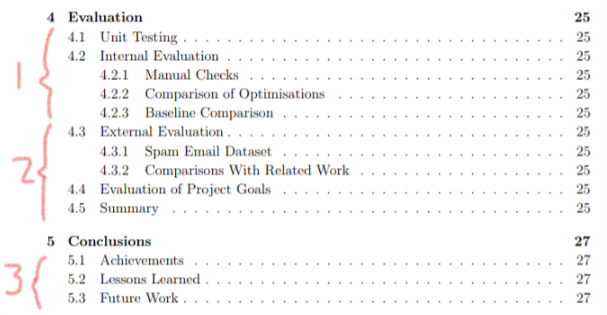 4 Evaluation 25
4.1 Unit Testing . . . . . . . . . . . . . . . . . . . . . . . . . . . . . . . . . . . . 25
4.2 Internal Evaluation . . . . . . . . . . . . . . . . . . . . . . . . . . . . . . . . 25
4.2.1 Manual Checks . . . . . . . . . . . . . . . . . . . . . . . . . . . . . . 25
1 4.2.2 Comparison of Optimisations . . . . . . . . . . . . . . . . . . . . . . 25
4.2.3 Baseline Comparison . . . . . . . . . . . . . . . . . . . . . . . . . . . 25
4.3 External Evaluation . . . . . . . . . . . . . . . . . . . . . . . . . . . . . . . . 25
4.3.1 Spam Email Dataset . . . . . . . . . . . . . . . . . . . . . . . . . . . 25
2 4.3.2 Comparisons With Related Work . . . . . . . . . . . . . . . . . . . . 25
4.4 Evaluation of Project Goals . . . . . . . . . . . . . . . . . . . . . . . . . . . 25
4.5 Summary . . . . . . . . . . . . . . . . . . . . . . . . . . . . . . . . . . . . . 25
5 Conclusions 27
5.1 Achievements . . . . . . . . . . . . . . . . . . . . . . . . . . . . . . . . . . . 27
3 5.2 Lessons Learned . . . . . . . . . . . . . . . . . . . . . . . . . . . . . . . . . . 27
5.3 Future Work . . . . . . . . . . . . . . . . . . . . . . . . . . . . . . . . . . . . 27